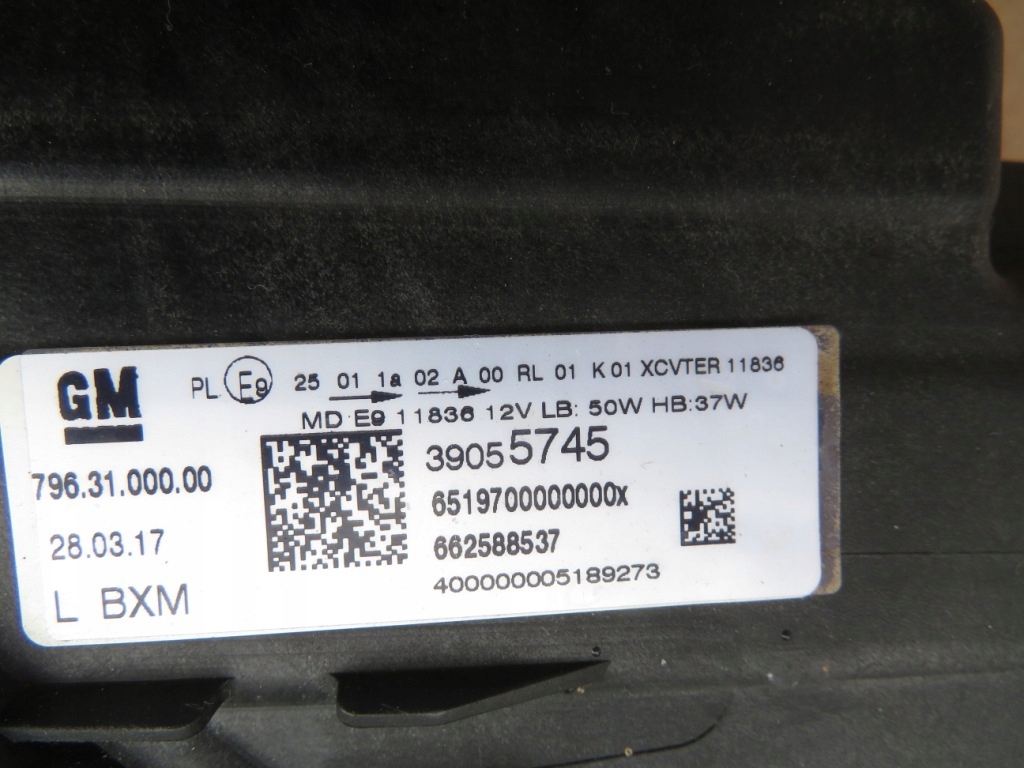 GM
PL E9 25 01 1a 02 A 00 RL 01 K 01 XCVTER 11836
MD E9 11836 12V LB: 50W HB:37W
39055745
796.31.000.00
6519700000000X
28.03.17
662588537
400000005189273
L BXM